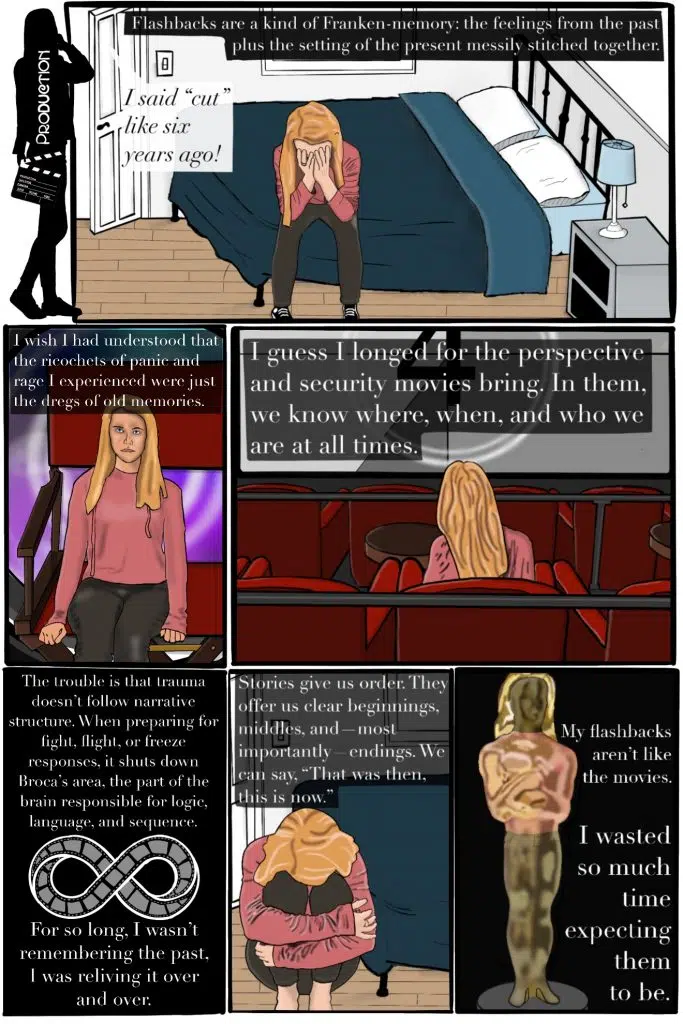 Flashbacks are a kind of Franken-memory: the feelings from the past
plus the setting of the present messily stitched together.
PRODUCTION
I said “cut”
like six
years ago!
I wish I had understood that
the ricochets of panic and
rage I experienced were just
the dregs of old memories.
4
I guess I longed for the perspective
and security movies bring. In them,
we know where, when, and who we
are at all times.
The trouble is that trauma
doesn’t follow narrative
structure. When preparing for
fight, flight, or freeze
responses, it shuts down
Broca’s area, the part of the
brain responsible for logic,
language, and sequence.
For so long, I wasn’t
remembering the past,
I was reliving it over
and over.
Stories give us order. They
offer us clear beginnings,
middles, and—most
importantly—endings. We
can say, “That was then,
this is now.”
My flashbacks
aren’t like
the movies.
I wasted
so much
time
expecting
them
to be.